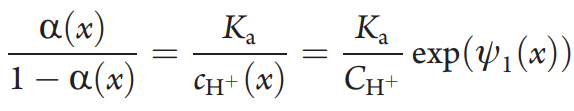 α(x) / (1 − α(x)) = Kₐ / c_H⁺(x) = Kₐ / C_H⁺ exp(ψ₁(x))